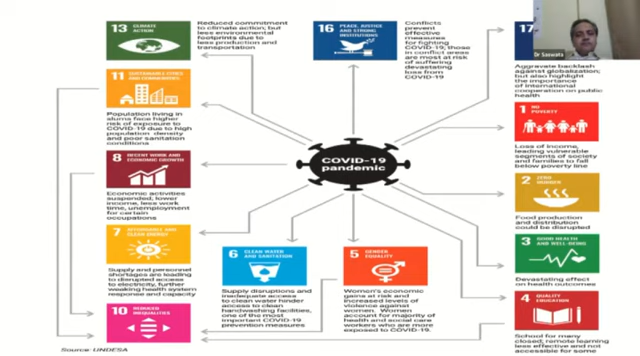 13 CLIMATE
ACTION
Reduced commitment
to climate action; but
less environmental
footprints due to
less production and
transportation
16 PEACE, JUSTICE
AND STRONG
INSTITUTIONS
Conflicts
prevent
effective
measures
for fighting
COVID-19; those
in conflict areas
are most at risk
of suffering
devastating
loss from
COVID-19
17
Dr Saswata
Aggravate backlash
against globalization;
but also highlight
the importance of
international
cooperation on public
health
11 SUSTAINABLE CITIES
AND COMMUNITIES
Population living in
slums face higher
risk of exposure to
COVID-19 due to high
population density
and poor sanitation
conditions
1 NO
POVERTY
Loss of income,
leading vulnerable
segments of society
and families to fall
below poverty line
COVID-19
pandemic
8 DECENT WORK AND
ECONOMIC GROWTH
Economic activities
suspended, lower
income, less work
time, unemployment
for certain
occupations
2 ZERO
HUNGER
Food production
and distribution
could be disrupted
7 AFFORDABLE AND
CLEAN ENERGY
Supply and personnel
shortages are leading
to disrupted access
to electricity, further
weakening health system
response and capacity
6 CLEAN WATER
AND SANITATION
Supply disruptions and
inadequate access
to clean water hinder
access to clean
handwashing facilities,
one of the most
important COVID-19
prevention measures
5 GENDER
EQUALITY
Women's economic
gains at risk and
increased levels of
violence against
women. Women
account for majority
of health and social care
workers who are more
exposed to COVID-19.
3 GOOD HEALTH
AND WELL-BEING
Devastating effect
on health outcomes
4 QUALITY
EDUCATION
School for many
closed; remote learning
less effective and not
accessible for some
10 REDUCED
INEQUALITIES
Source: UNDESA